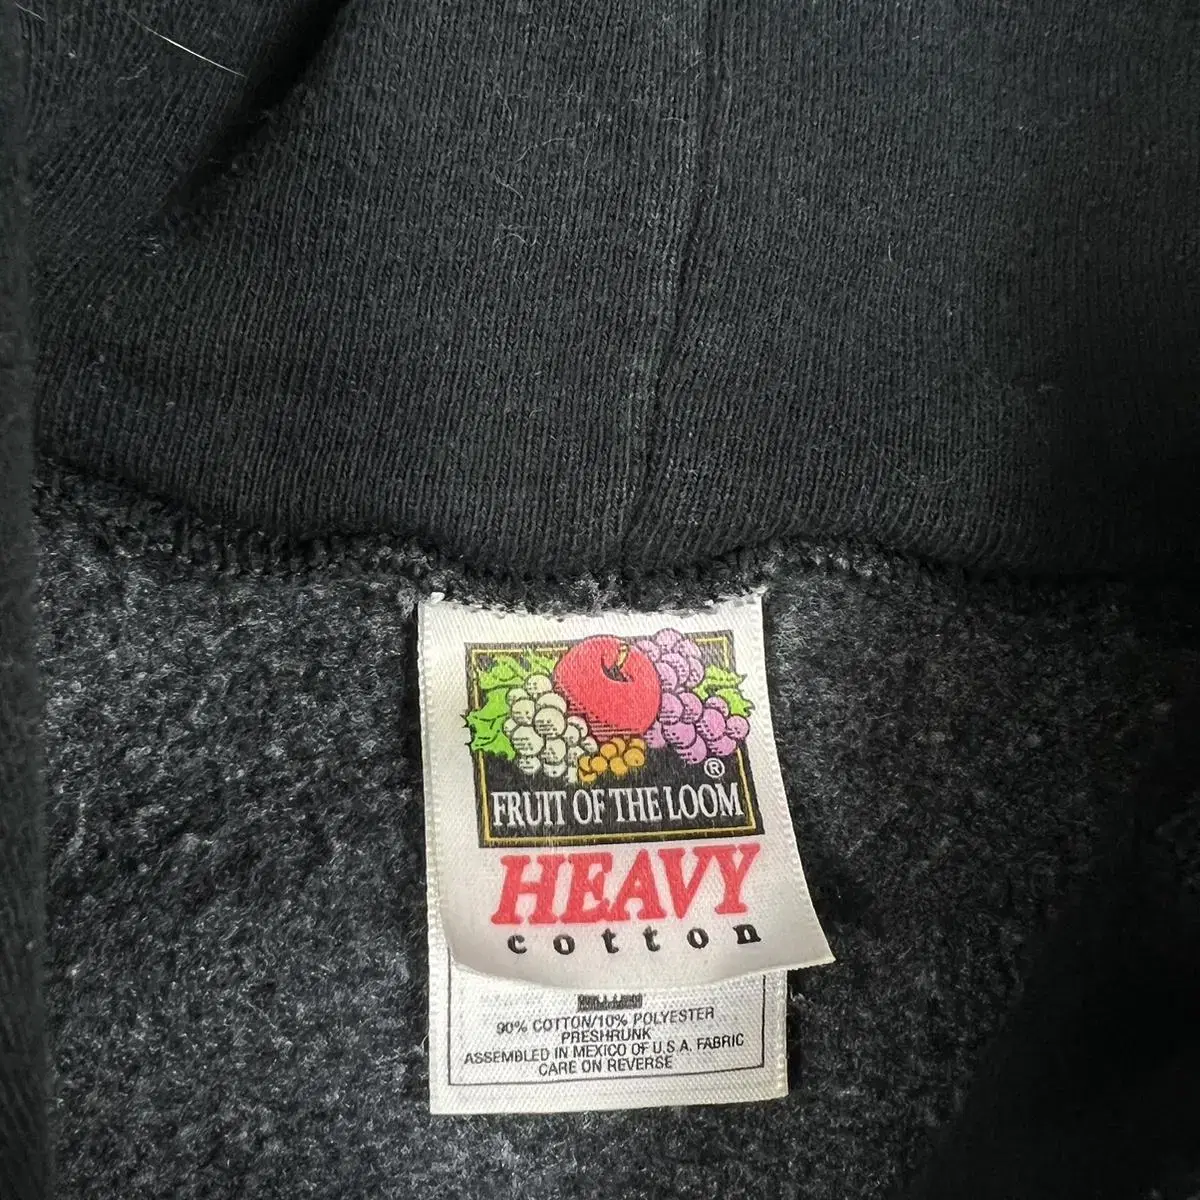 ®
FRUIT OF THE LOOM
HEAVY
cotton
90% COTTON/10% POLYESTER
PRESHRUNK
ASSEMBLED IN MEXICO OF U.S.A. FABRIC
CARE ON REVERSE